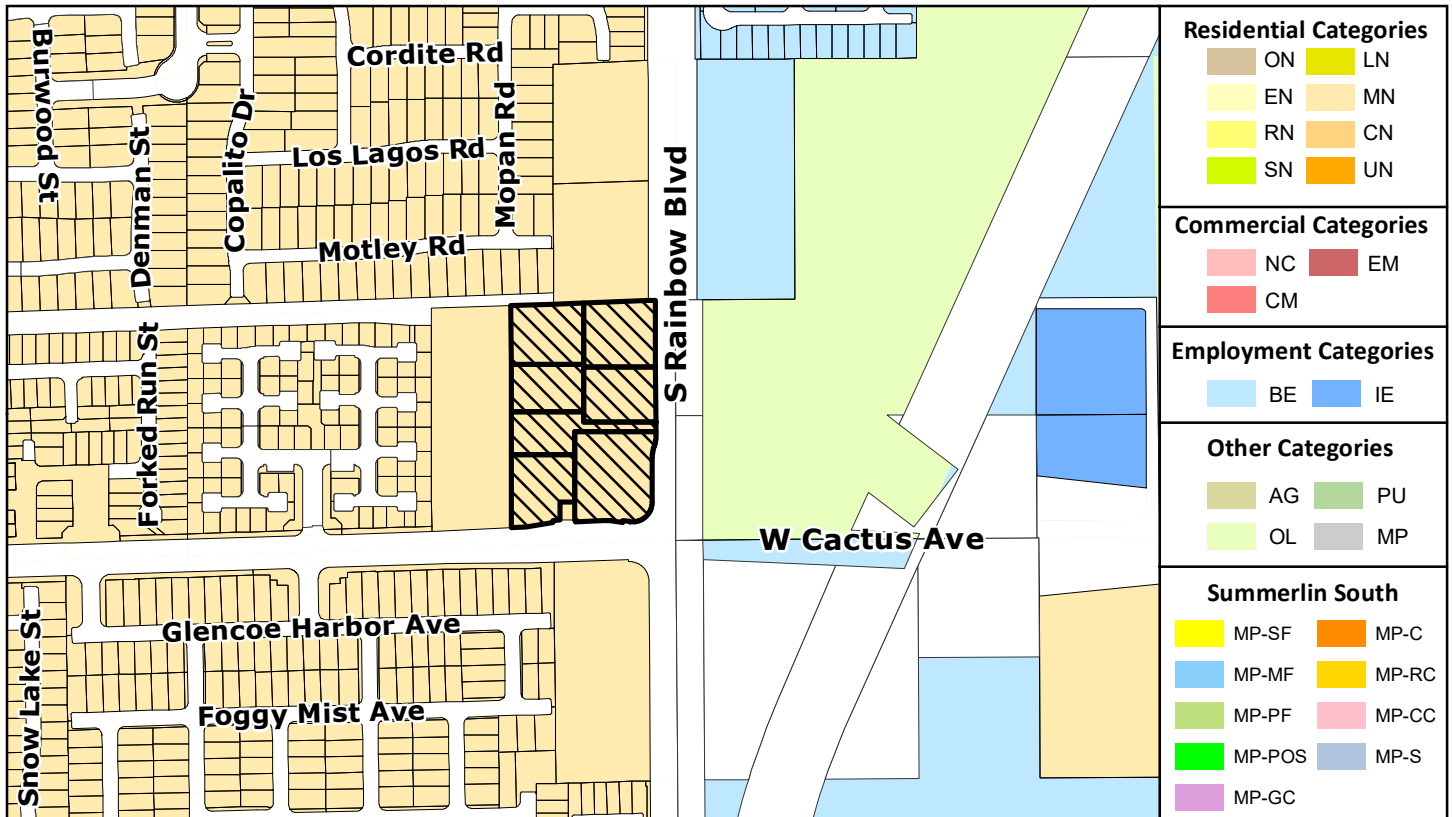 Burwood St
Denman St
Copalito Dr
Cordite Rd
Los Lagos Rd
Mopan Rd
Motley Rd
S Rainbow Blvd
Forked Run St
W Cactus Ave
Snow Lake St
Glencoe Harbor Ave
Foggy Mist Ave
Residential Categories
ON LN
EN MN
RN CN
SN UN
Commercial Categories
NC EM
CM
Employment Categories
BE IE
Other Categories
AG PU
OL MP
Summerlin South
MP-SF MP-C
MP-MF MP-RC
MP-PF MP-CC
MP-POS MP-S
MP-GC